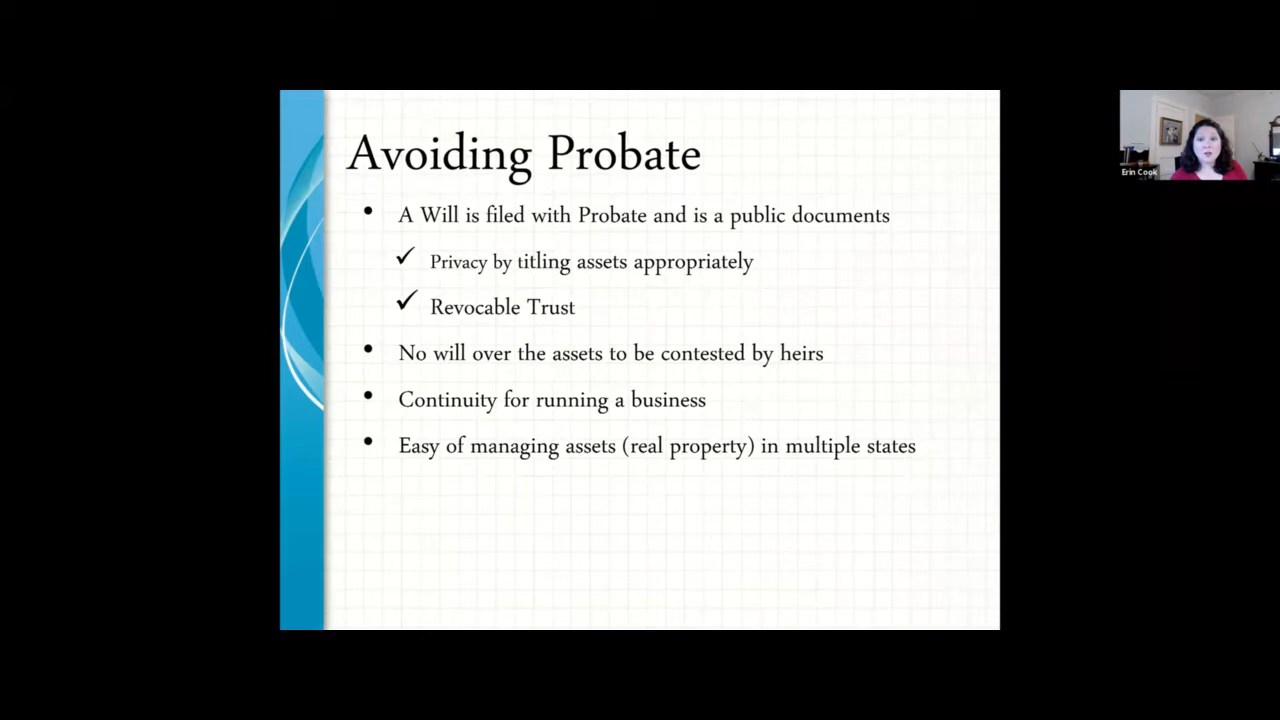 Avoiding Probate
• A Will is filed with Probate and is a public documents
✓ Privacy by titling assets appropriately
✓ Revocable Trust
• No will over the assets to be contested by heirs
• Continuity for running a business
• Easy of managing assets (real property) in multiple states
Erin Cook